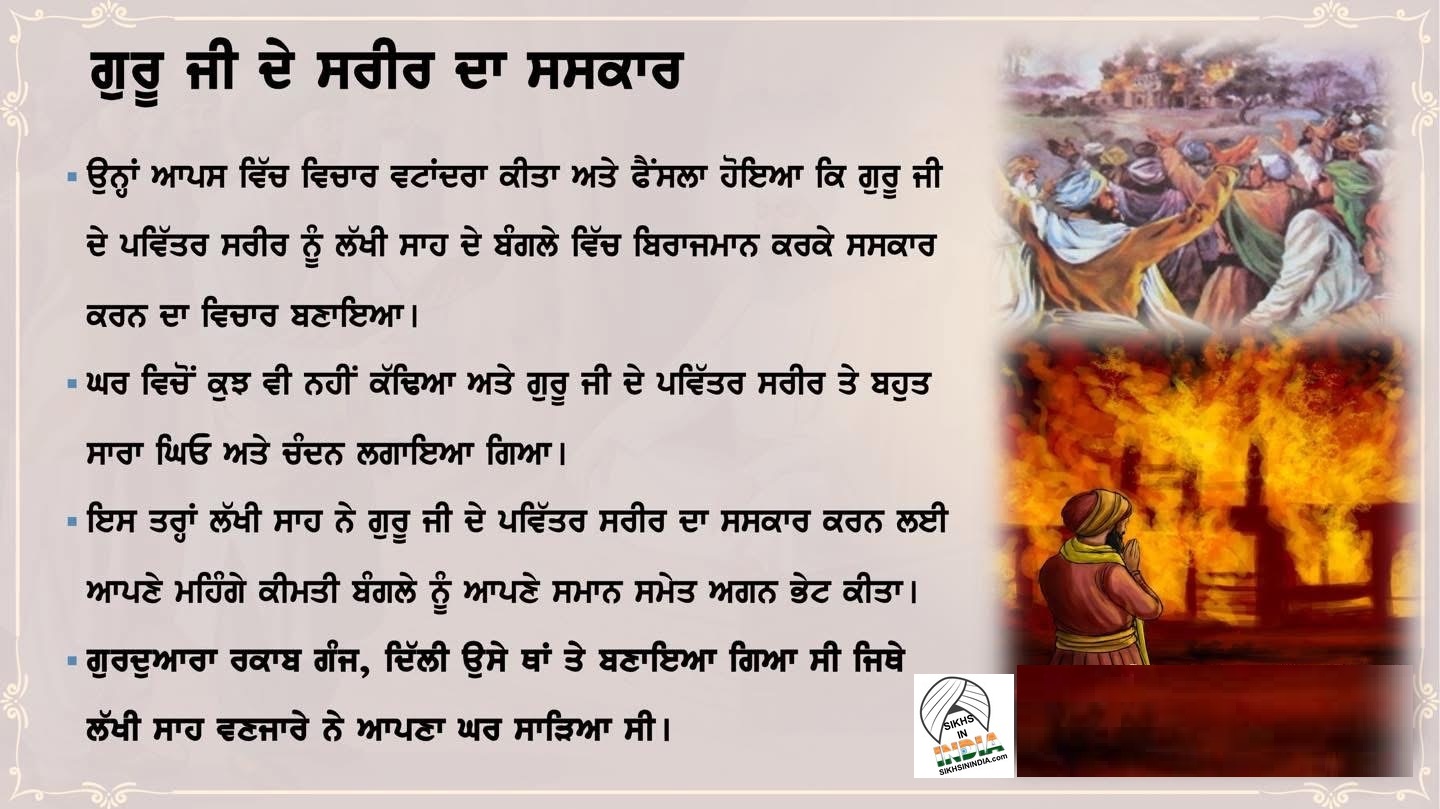 ਗੁਰੂ ਜੀ ਦੇ ਸਰੀਰ ਦਾ ਸਸਕਾਰ
▪ ਉਨ੍ਹਾਂ ਆਪਸ ਵਿੱਚ ਵਿਚਾਰ ਵਟਾਂਦਰਾ ਕੀਤਾ ਅਤੇ ਫੈਂਸਲਾ ਹੋਇਆ ਕਿ ਗੁਰੂ ਜੀ
ਦੇ ਪਵਿੱਤਰ ਸਰੀਰ ਨੂੰ ਲੱਖੀ ਸਾਹ ਦੇ ਬੰਗਲੇ ਵਿੱਚ ਬਿਰਾਜਮਾਨ ਕਰਕੇ ਸਸਕਾਰ
ਕਰਨ ਦਾ ਵਿਚਾਰ ਬਣਾਇਆ।
▪ ਘਰ ਵਿਚੋਂ ਕੁਝ ਵੀ ਨਹੀਂ ਕੱਢਿਆ ਅਤੇ ਗੁਰੂ ਜੀ ਦੇ ਪਵਿੱਤਰ ਸਰੀਰ ਤੇ ਬਹੁਤ
ਸਾਰਾ ਘਿਓ ਅਤੇ ਚੰਦਨ ਲਗਾਇਆ ਗਿਆ।
▪ ਇਸ ਤਰ੍ਹਾਂ ਲੱਖੀ ਸਾਹ ਨੇ ਗੁਰੂ ਜੀ ਦੇ ਪਵਿੱਤਰ ਸਰੀਰ ਦਾ ਸਸਕਾਰ ਕਰਨ ਲਈ
ਆਪਣੇ ਮਹਿੰਗੇ ਕੀਮਤੀ ਬੰਗਲੇ ਨੂੰ ਆਪਣੇ ਸਮਾਨ ਸਮੇਤ ਅਗਨ ਭੇਟ ਕੀਤਾ।
▪ ਗੁਰਦੁਆਰਾ ਰਕਾਬ ਗੰਜ, ਦਿੱਲੀ ਉਸੇ ਥਾਂ ਤੇ ਬਣਾਇਆ ਗਿਆ ਸੀ ਜਿਥੇ
ਲੱਖੀ ਸਾਹ ਵਣਜਾਰੇ ਨੇ ਆਪਣਾ ਘਰ ਸਾੜਿਆ ਸੀ।
SIKHS
IN
INDIA
SIKHSININDIA.com